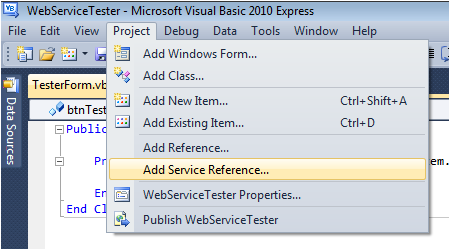 WebServiceTester - Microsoft Visual Basic 2010 Express
File Edit View Project Debug Data Tools Window Help
Add Windows Form...
Add Class...
Add New Item... Ctrl+Shift+A
Add Existing Item... Ctrl+D
Add Reference...
Add Service Reference...
WebServiceTester Properties...
Publish WebServiceTester
Data Sources
TesterForm.vb
btnTest
Public
Pr
em.
En
End Cl